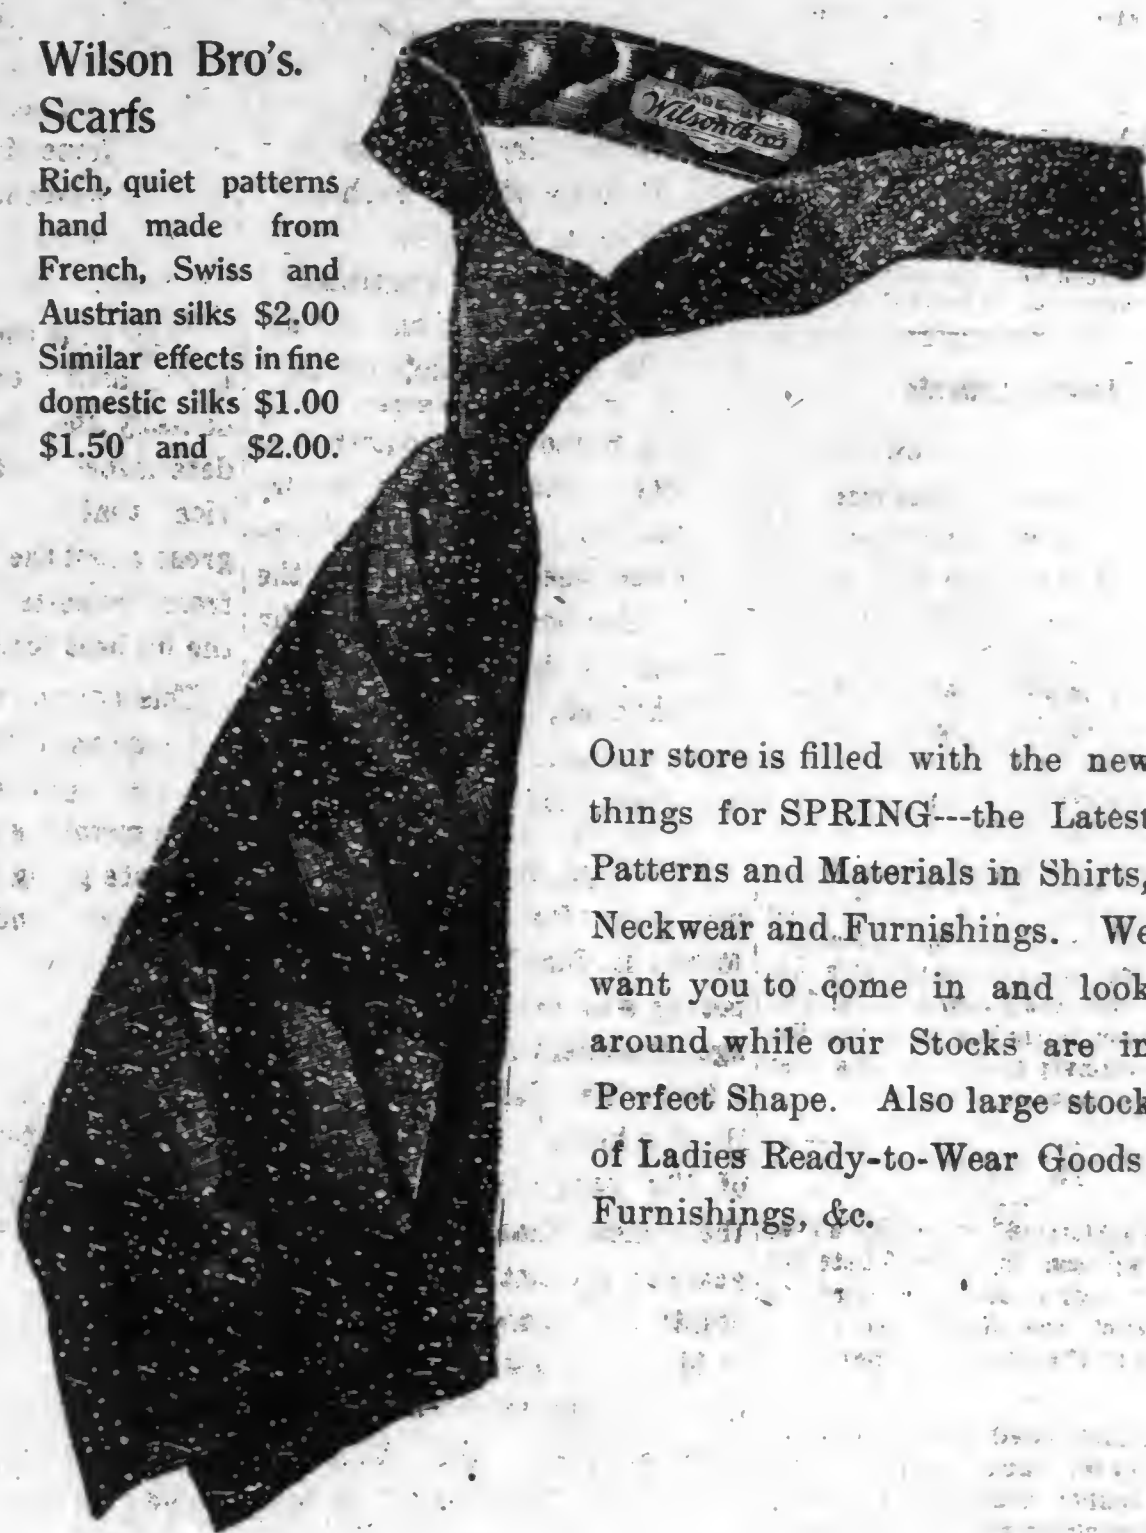 Wilson Bro's.
Scarfs
Rich, quiet patterns
hand made from
French, Swiss and
Austrian silks $2.00
Similar effects in fine
domestic silks $1.00
$1.50 and $2.00.
MADE BY
Wilson Bros
Our store is filled with the new
things for SPRING---the Latest
Patterns and Materials in Shirts,
Neckwear and Furnishings. We
want you to come in and look
around while our Stocks are in
Perfect Shape. Also large stock
of Ladies Ready-to-Wear Goods
Furnishings, &c.